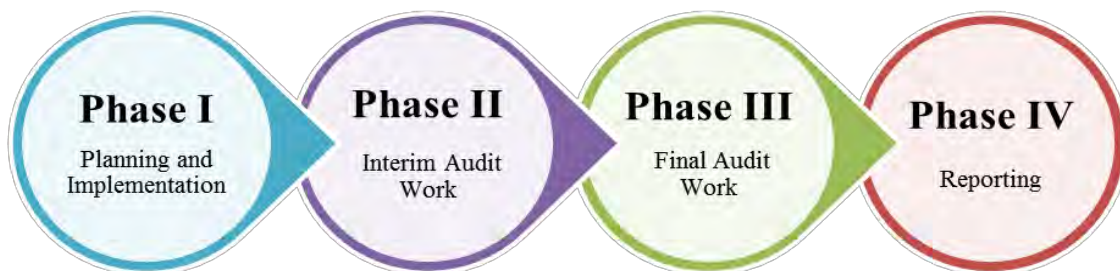 Phase I
Planning and
Implementation
Phase II
Interim Audit
Work
Phase III
Final Audit
Work
Phase IV
Reporting